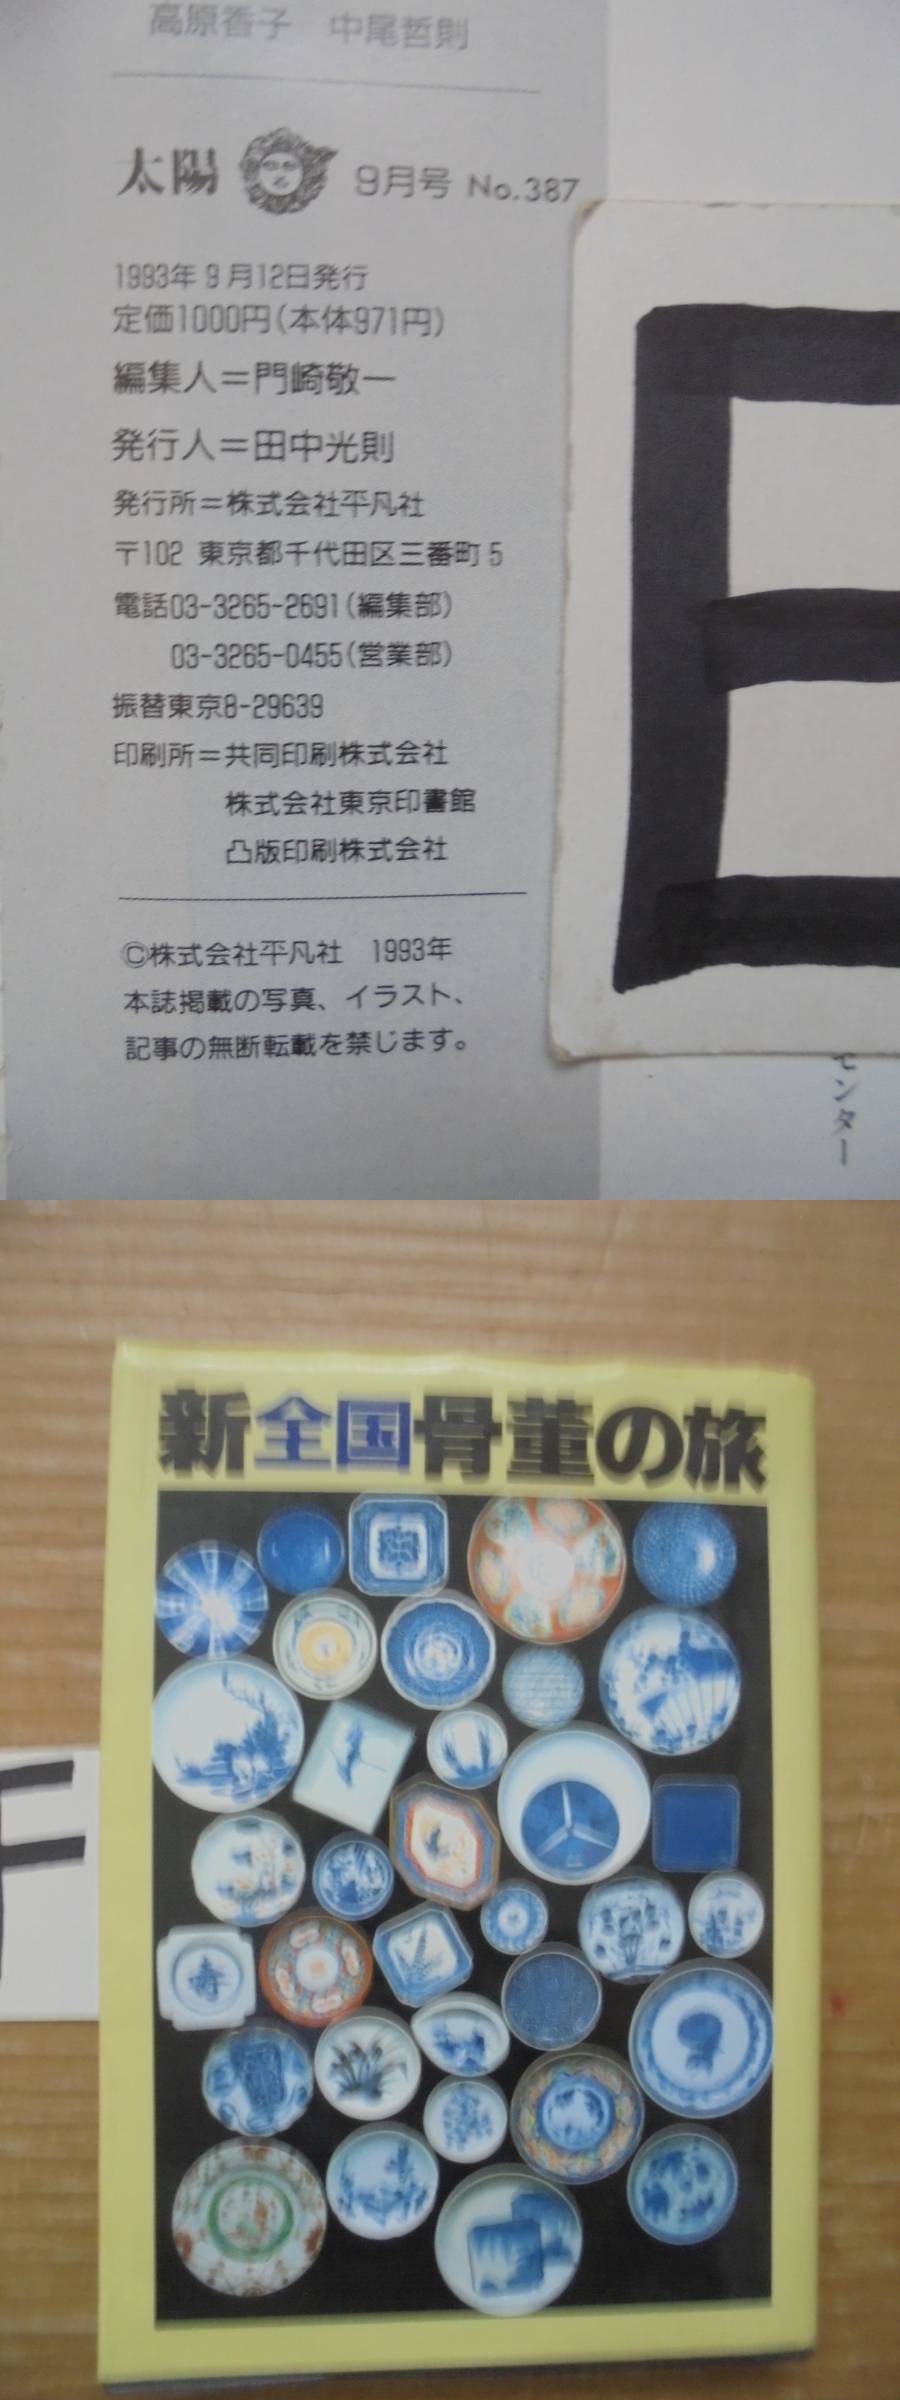 高原香子　中尾哲則
太陽 9月号 No.387
1993年9月12日発行
定価1000円(本体971円)
編集人＝門崎敬一
発行人＝田中光則
発行所＝株式会社平凡社
〒102 東京都千代田区三番町5
電話03-3265-2691(編集部)
03-3265-0455(営業部)
振替東京8-29639
印刷所＝共同印刷株式会社
株式会社東京印書館
凸版印刷株式会社
©株式会社平凡社　1993年
本誌掲載の写真、イラスト、
記事の無断転載を禁じます。
モンター
新全国骨董の旅
寿